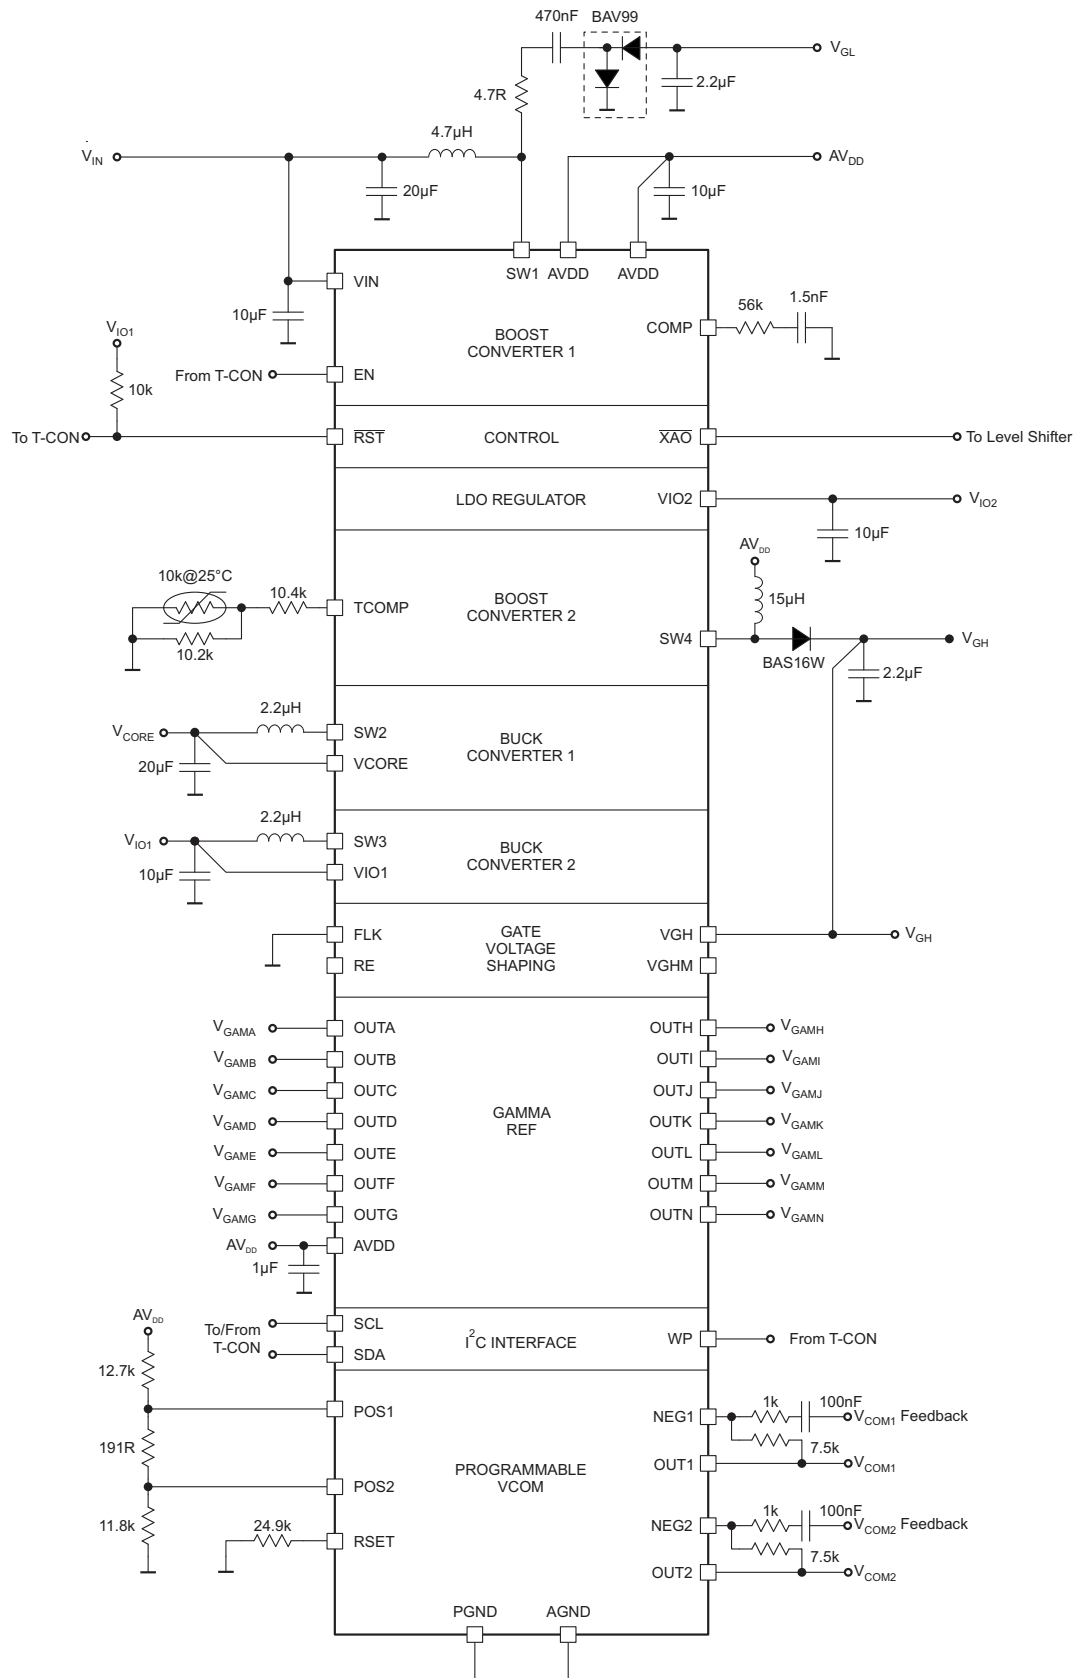 470nF BAV99
V_GL
4.7R
2.2µF
4.7µH
V_IN
AV_DD
20µF
10µF
SW1 AVDD AVDD
VIN
10µF
BOOST
CONVERTER 1
COMP
56k
1.5nF
V_IO1
10k
From T-CON
EN
To T-CON
RST
CONTROL
XAO
To Level Shifter
LDO REGULATOR
VIO2
V_IO2
10µF
AV_DD
15µH
10k@25°C
10.4k
10.2k
TCOMP
BOOST
CONVERTER 2
SW4
BAS16W
V_GH
2.2µF
2.2µH
V_CORE
20µF
SW2
VCORE
BUCK
CONVERTER 1
2.2µH
V_IO1
10µF
SW3
VIO1
BUCK
CONVERTER 2
FLK
RE
GATE
VOLTAGE
SHAPING
VGH
VGHM
V_GH
V_GAMA OUTA
V_GAMB OUTB
V_GAMC OUTC
V_GAMD OUTD
V_GAME OUTE
V_GAMF OUTF
V_GAMG OUTG
AV_DD AVDD
1µF
GAMMA
REF
OUTH V_GAMH
OUTI V_GAMI
OUTJ V_GAMJ
OUTK V_GAMK
OUTL V_GAML
OUTM V_GAMM
OUTN V_GAMN
To/From
T-CON
SCL
SDA
I²C INTERFACE
WP
From T-CON
AV_DD
12.7k
191R
11.8k
POS1
POS2
24.9k
RSET
PROGRAMMABLE
VCOM
NEG1
1k
100nF
V_COM1 Feedback
7.5k
OUT1
V_COM1
NEG2
1k
100nF
V_COM2 Feedback
7.5k
OUT2
V_COM2
PGND AGND